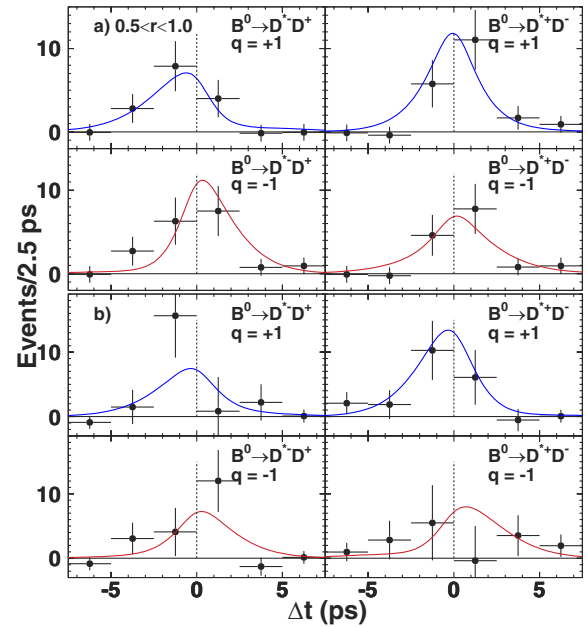 a) 0.5<r<1.0 B⁰→D*⁻D⁺ B⁰→D*⁺D⁻
q = +1 q = +1
10
0
B⁰→D*⁻D⁺ B⁰→D*⁺D⁻
q = -1 q = -1
10
0
Events/2.5 ps
b) B⁰→D*⁻D⁺ B⁰→D*⁺D⁻
q = +1 q = +1
10
0
B⁰→D*⁻D⁺ B⁰→D*⁺D⁻
q = -1 q = -1
10
0
-5 0 5 -5 0 5
Δt (ps)